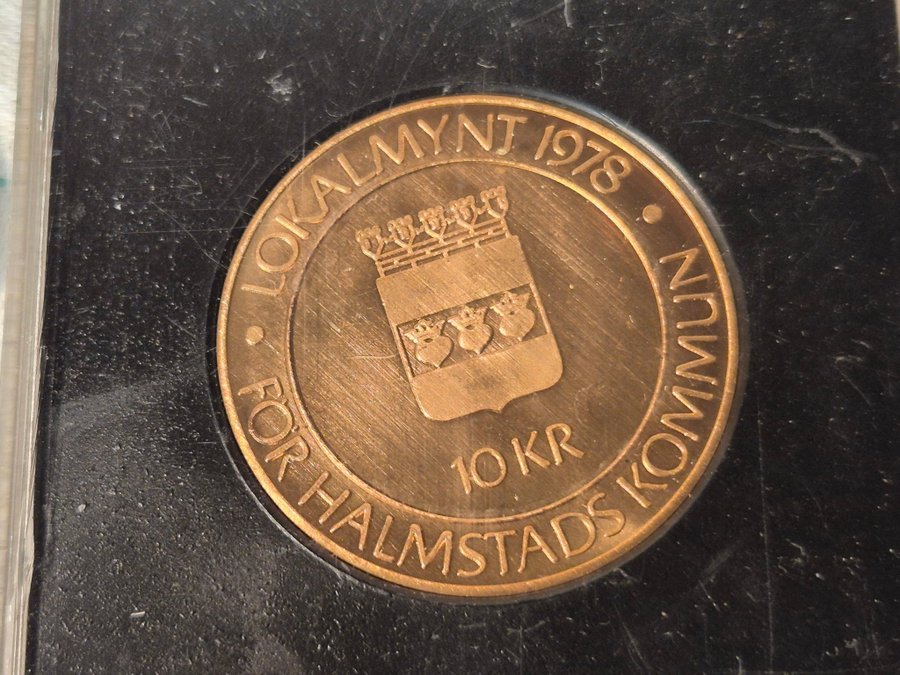 LOKALMYNT 1978
FÖR HALMSTADS KOMMUN
10 KR